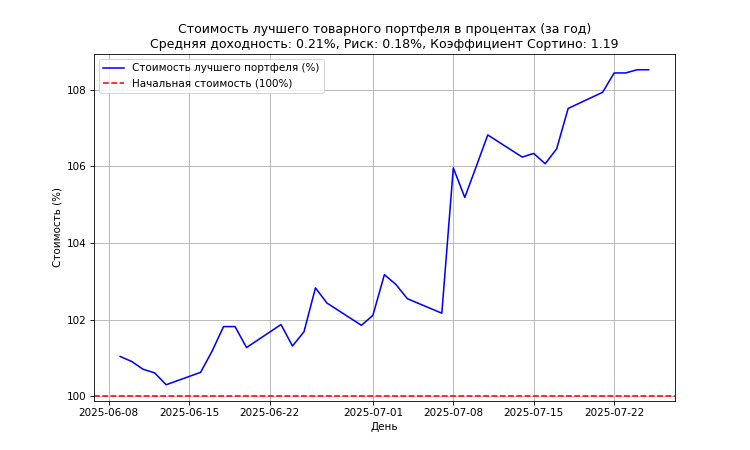 Стоимость лучшего товарного портфеля в процентах (за год)
Средняя доходность: 0.21%, Риск: 0.18%, Коэффициент Сортино: 1.19
Стоимость лучшего портфеля (%)
Начальная стоимость (100%)
Стоимость (%)
108
106
104
102
100
2025-06-08
2025-06-15
2025-06-22
2025-07-01
2025-07-08
2025-07-15
2025-07-22
День